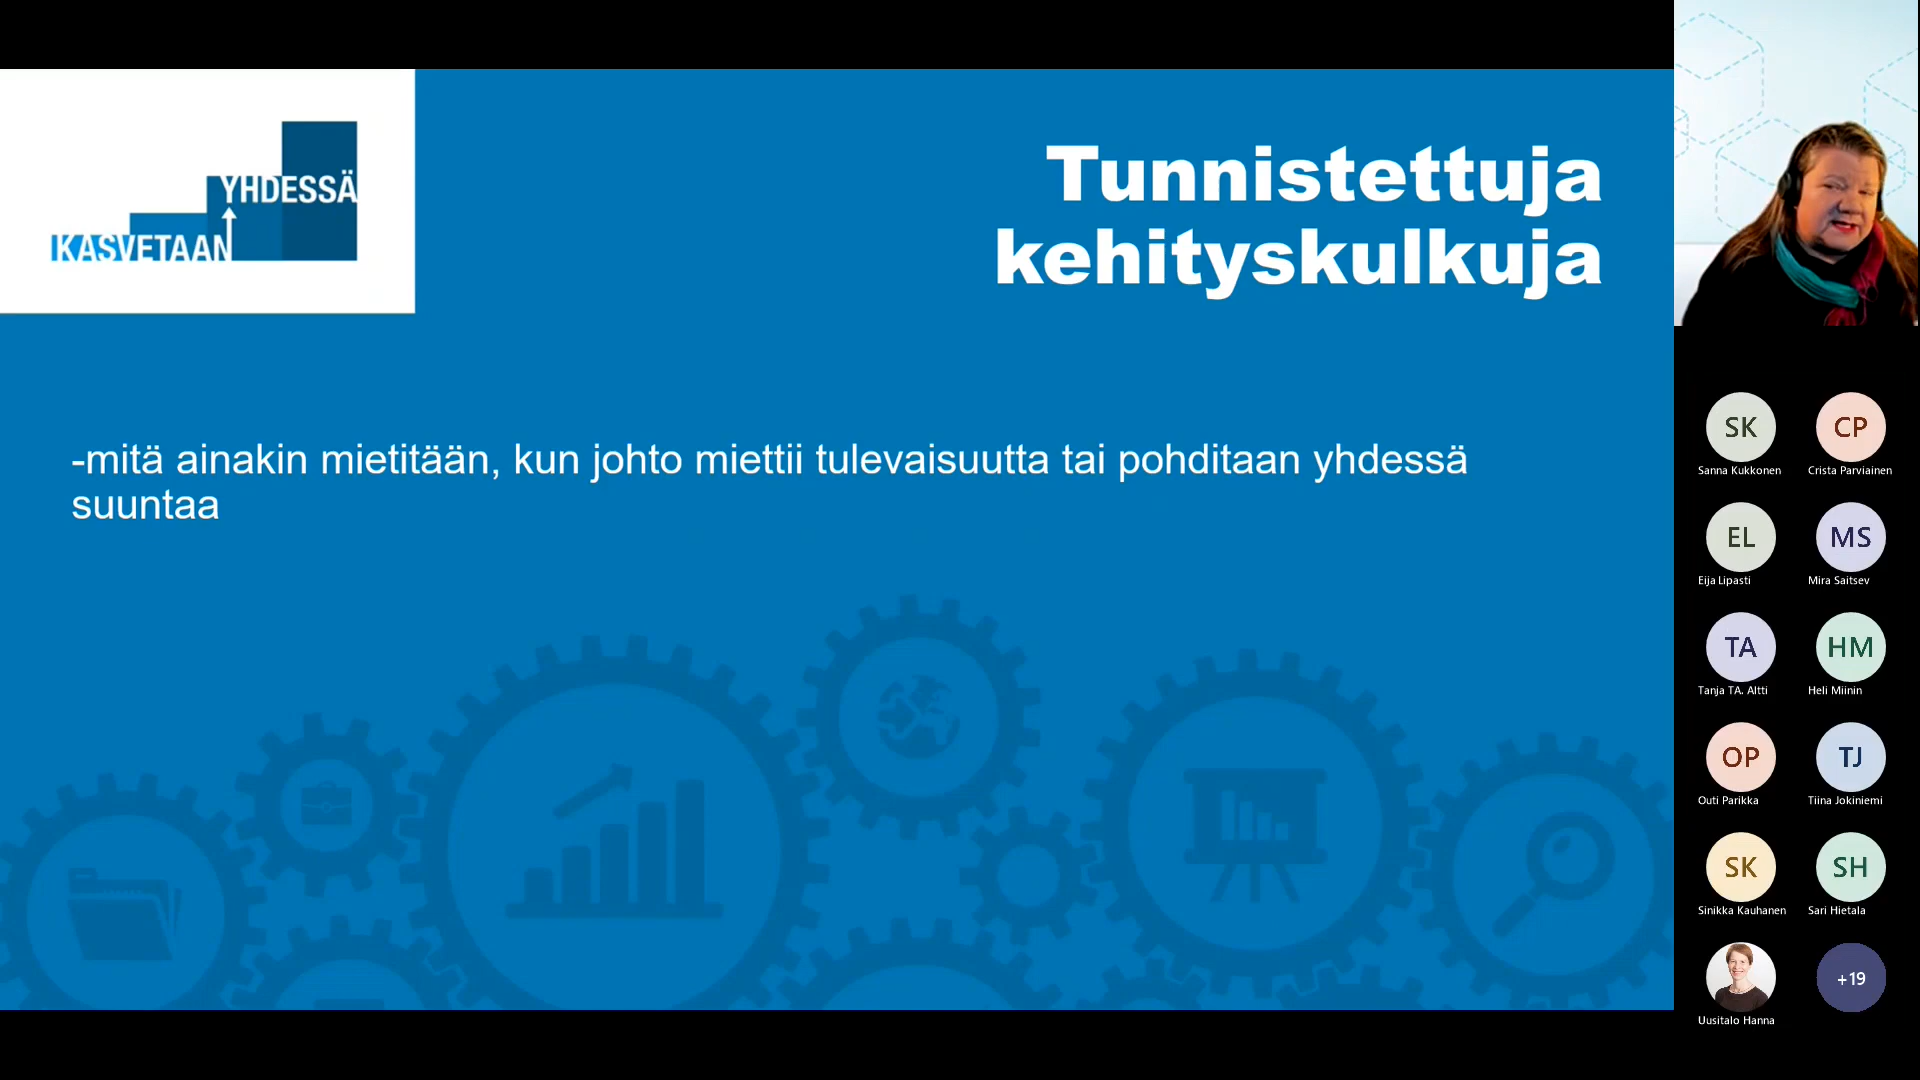 YHDESSÄ
KASVETAAN
Tunnistettuja
kehityskulkuja
-mitä ainakin mietitään, kun johto miettii tulevaisuutta tai pohditaan yhdessä
suuntaa
SK
CP
Sanna Kukkonen
Crista Parviainen
EL
MS
Eija Lipasti
Mira Saitsev
TA
HM
Tanja TA. Altti
Heli Miinin
OP
TJ
Outi Parikka
Tiina Jokiniemi
SK
SH
Sinikka Kauhanen
Sari Hietala
+19
Uusitalo Hanna